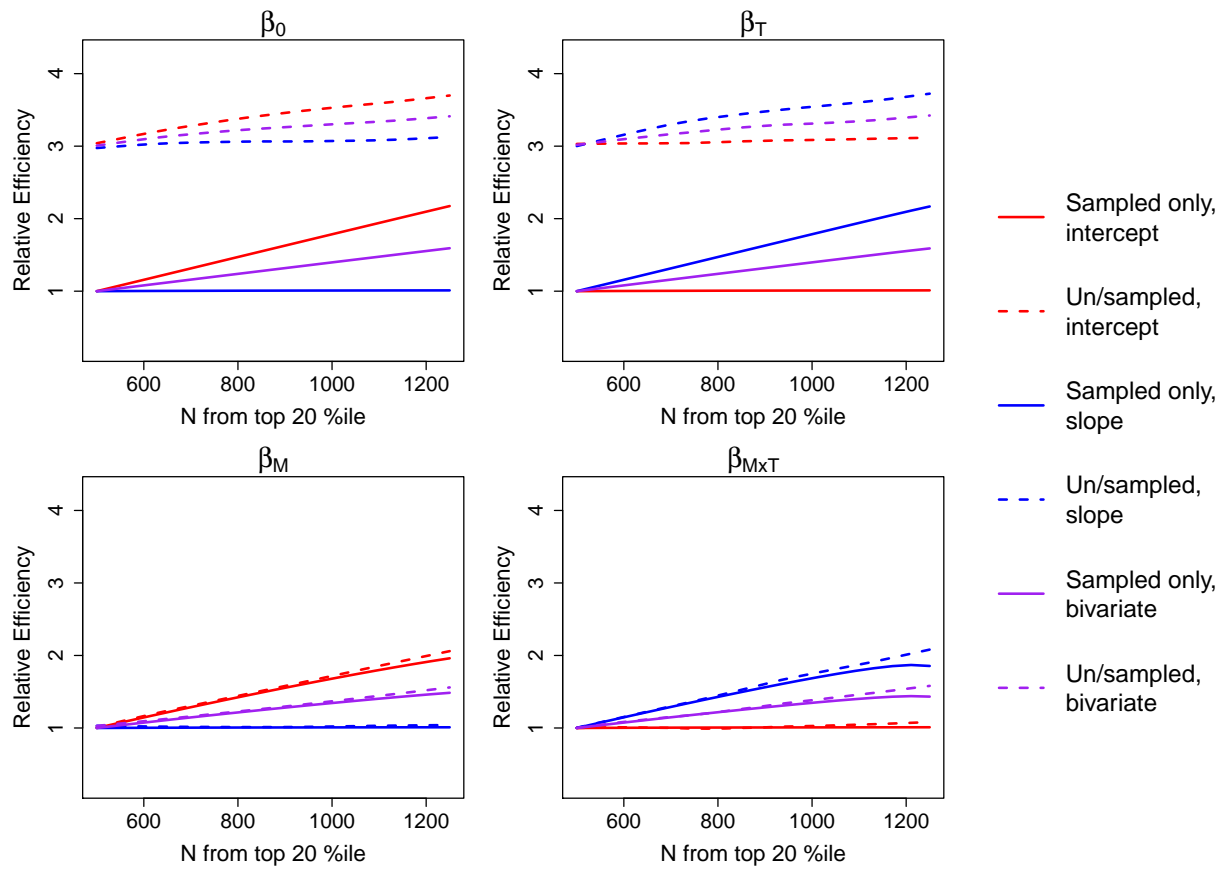 β0
Relative Efficiency
1 2 3 4
600 800 1000 1200
N from top 20 %ile
βT
Relative Efficiency
1 2 3 4
600 800 1000 1200
N from top 20 %ile
βM
Relative Efficiency
1 2 3 4
600 800 1000 1200
N from top 20 %ile
βMxT
Relative Efficiency
1 2 3 4
600 800 1000 1200
N from top 20 %ile
Sampled only,
intercept
Un/sampled,
intercept
Sampled only,
slope
Un/sampled,
slope
Sampled only,
bivariate
Un/sampled,
bivariate